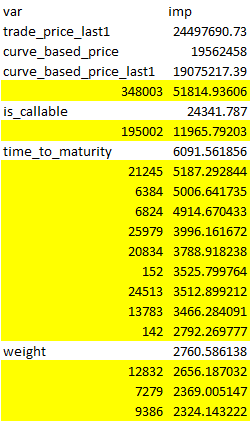 var imp
trade_price_last1 24497690.73
curve_based_price 19562458
curve_based_price_last1 19075217.39
348003 51814.93606
is_callable 24341.787
195002 11965.79203
time_to_maturity 6091.561856
21245 5187.292844
6384 5006.641735
6824 4914.670433
25979 3996.161672
20834 3788.918238
152 3525.799764
24513 3512.899212
13783 3466.284091
142 2792.269777
weight 2760.586138
12832 2656.187032
7279 2369.005147
9386 2324.143222